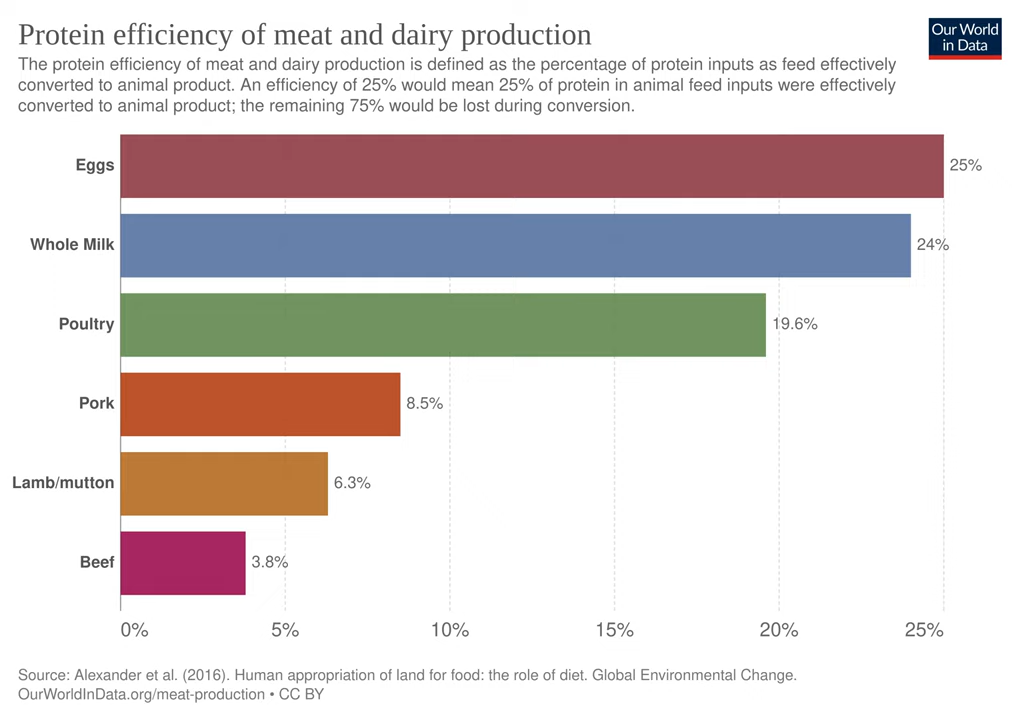 Protein efficiency of meat and dairy production
Our World
in Data
The protein efficiency of meat and dairy production is defined as the percentage of protein inputs as feed effectively
converted to animal product. An efficiency of 25% would mean 25% of protein in animal feed inputs were effectively
converted to animal product; the remaining 75% would be lost during conversion.
Eggs 25%
Whole Milk 24%
Poultry 19.6%
Pork 8.5%
Lamb/mutton 6.3%
Beef 3.8%
0% 5% 10% 15% 20% 25%
Source: Alexander et al. (2016). Human appropriation of land for food: the role of diet. Global Environmental Change.
OurWorldInData.org/meat-production • CC BY